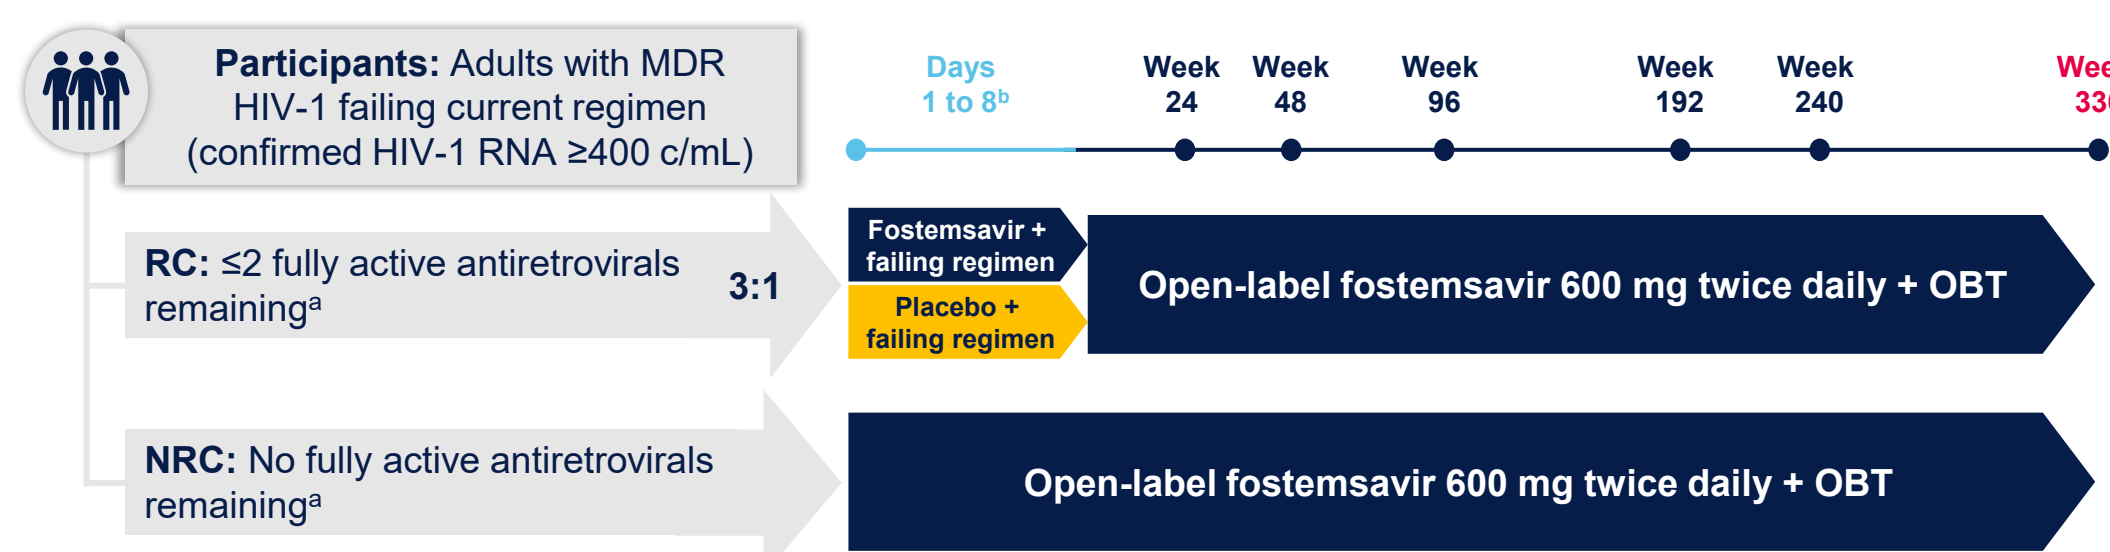 Participants: Adults with MDR
HIV-1 failing current regimen
(confirmed HIV-1 RNA ≥400 c/mL)
Days
1 to 8ᵇ
Week
24
Week
48
Week
96
Week
192
Week
240
RC: ≤2 fully active antiretrovirals
remainingᵃ
3:1
Fostemsavir +
failing regimen
Placebo +
failing regimen
Open-label fostemsavir 600 mg twice daily + OBT
NRC: No fully active antiretrovirals
remainingᵃ
Open-label fostemsavir 600 mg twice daily + OBT